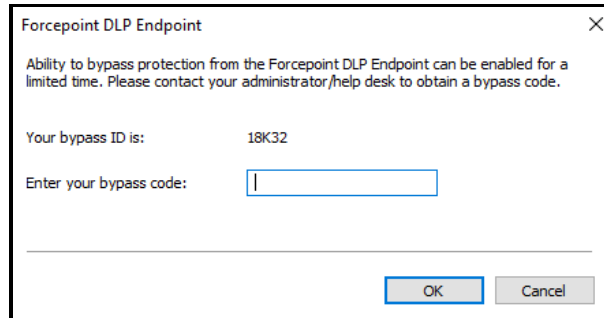 Forcepoint DLP Endpoint
Ability to bypass protection from the Forcepoint DLP Endpoint can be enabled for a
limited time. Please contact your administrator/help desk to obtain a bypass code.
Your bypass ID is: 18K32
Enter your bypass code:
OK Cancel